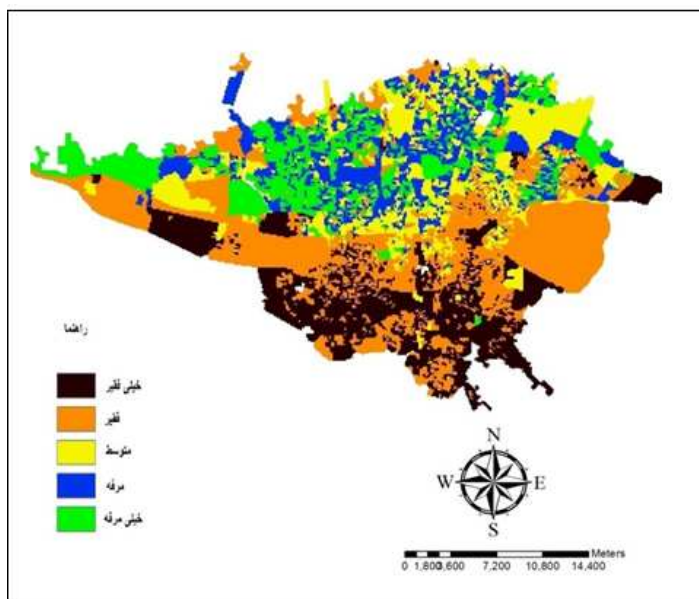 راهنما
خیلی فقیر
فقیر
متوسط
مرفه
خیلی مرفه
N
W E
S
Meters
0 1,800 3,600 7,200 10,800 14,400